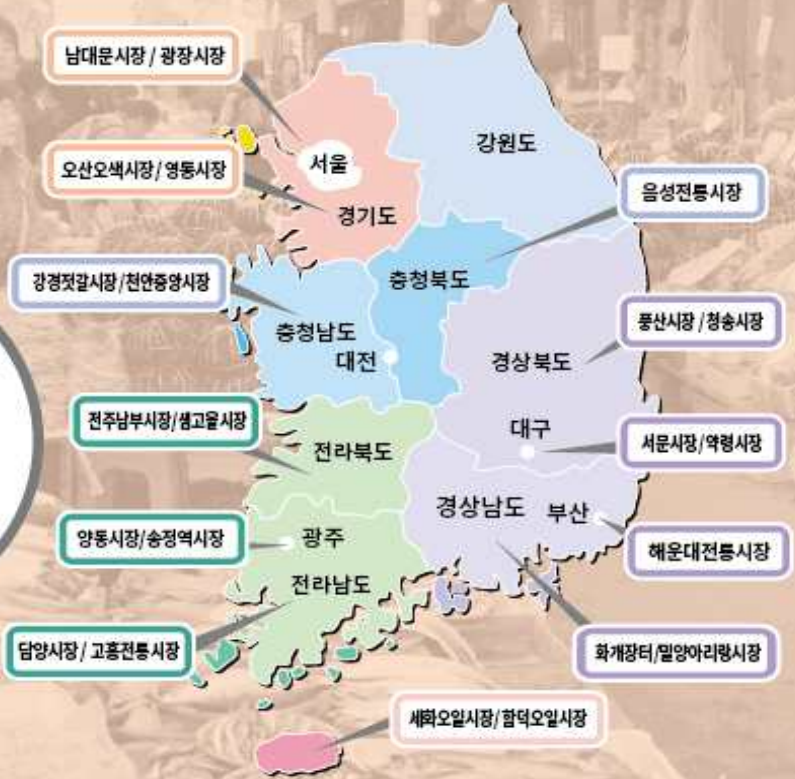 남대문시장 / 광장시장
강원도
서울
오산오색시장/ 영통시장
음성전통시장
경기도
강경젓갈시장/천안중앙시장
충청북도
풍산시장 /청송시장
충청남도
대전
경상북도
전주남부시장/샘고을시장
대구
전라북도
서문시장/약령시장
경상남도
부산
양동시장/송정역시장
광주
해운대전통시장
전라남도
담양시장/ 고흥전통시장
화개장터/밀양아리랑시장
세화오일시장/함덕오일시장